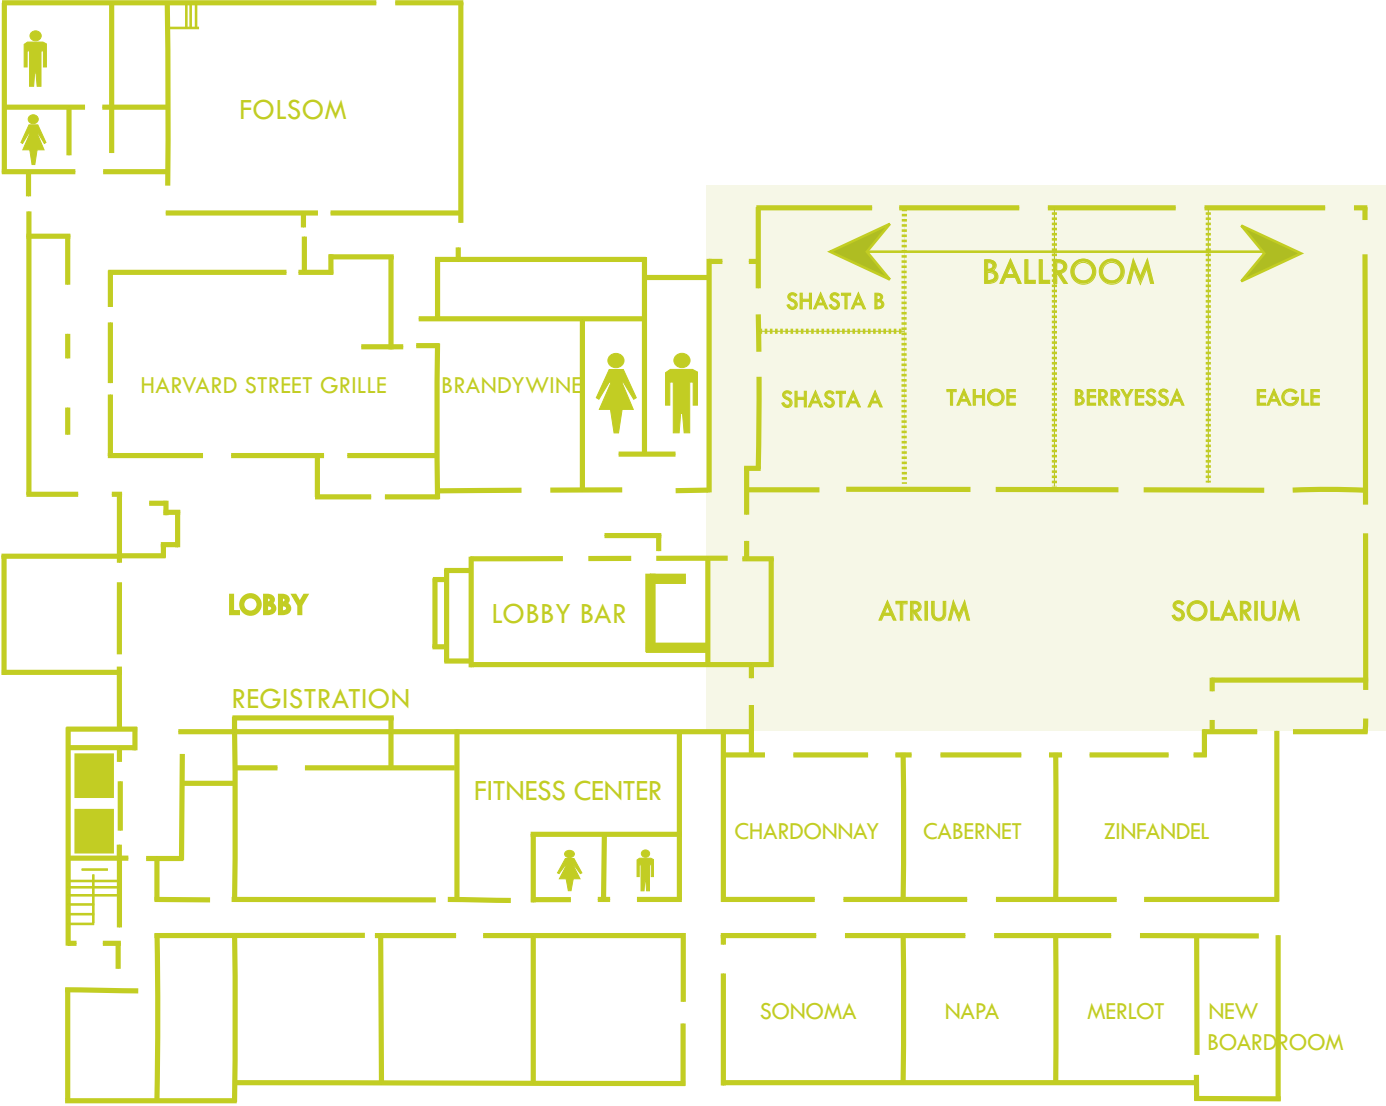 FOLSOM
BALLROOM
SHASTA B
HARVARD STREET GRILLE
BRANDYWINE
SHASTA A
TAHOE
BERRYESSA
EAGLE
LOBBY
LOBBY BAR
ATRIUM
SOLARIUM
REGISTRATION
FITNESS CENTER
CHARDONNAY
CABERNET
ZINFANDEL
SONOMA
NAPA
MERLOT
NEW
BOARDROOM